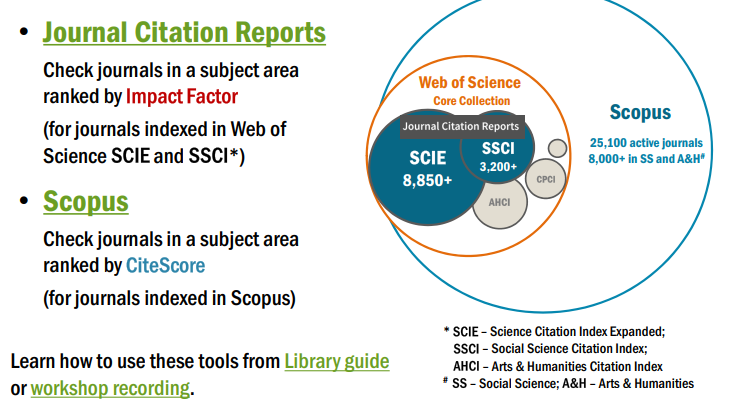 • Journal Citation Reports
Check journals in a subject area
ranked by Impact Factor
(for journals indexed in Web of
Science SCIE and SSCI*)
• Scopus
Check journals in a subject area
ranked by CiteScore
(for journals indexed in Scopus)
Learn how to use these tools from Library guide
or workshop recording.
Web of Science
Core Collection
Journal Citation Reports
SCIE
8,850+
SSCI
3,200+
AHCI
CPCI
Scopus
25,100 active journals
8,000+ in SS and A&H#
* SCIE – Science Citation Index Expanded;
SSCI – Social Science Citation Index;
AHCI – Arts & Humanities Citation Index
# SS – Social Science; A&H – Arts & Humanities